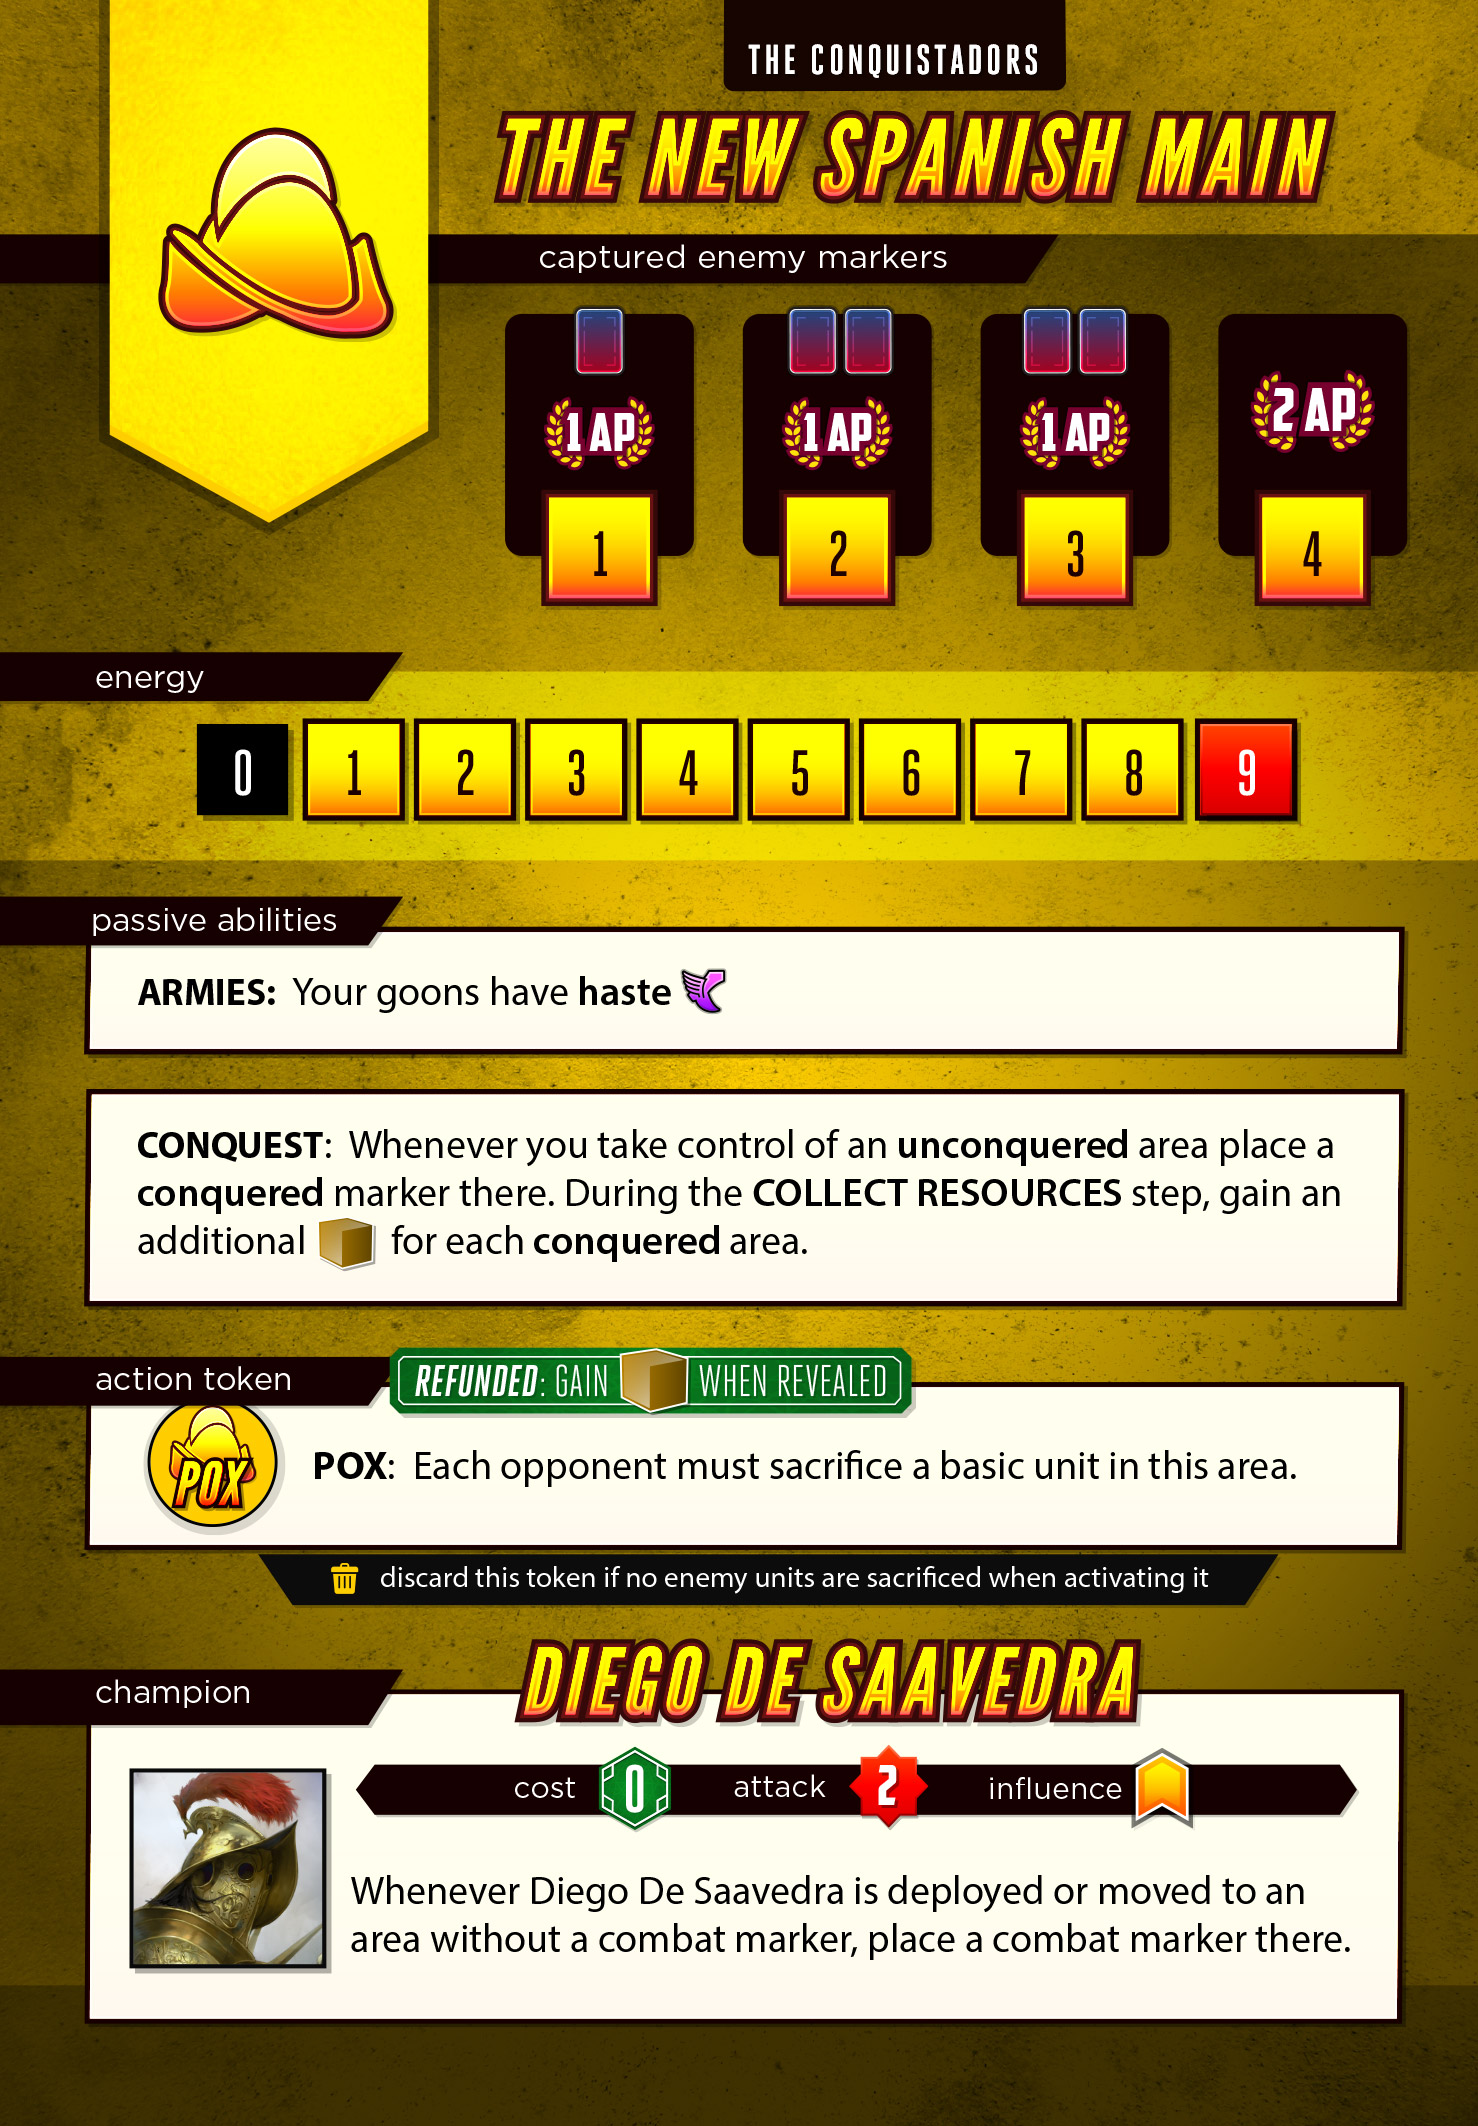 THE CONQUISTADORS
THE NEW SPANISH MAIN
captured enemy markers
1 AP
1 AP
1 AP
2 AP
1
2
3
4
energy
0 1 2 3 4 5 6 7 8 9
passive abilities
ARMIES: Your goons have haste
CONQUEST: Whenever you take control of an unconquered area place a
conquered marker there. During the COLLECT RESOURCES step, gain an
additional for each conquered area.
action token
REFUNDED: GAIN WHEN REVEALED
POX
POX: Each opponent must sacrifice a basic unit in this area.
discard this token if no enemy units are sacrificed when activating it
DIEGO DE SAAVEDRA
champion
cost 0 attack 2 influence
Whenever Diego De Saavedra is deployed or moved to an
area without a combat marker, place a combat marker there.